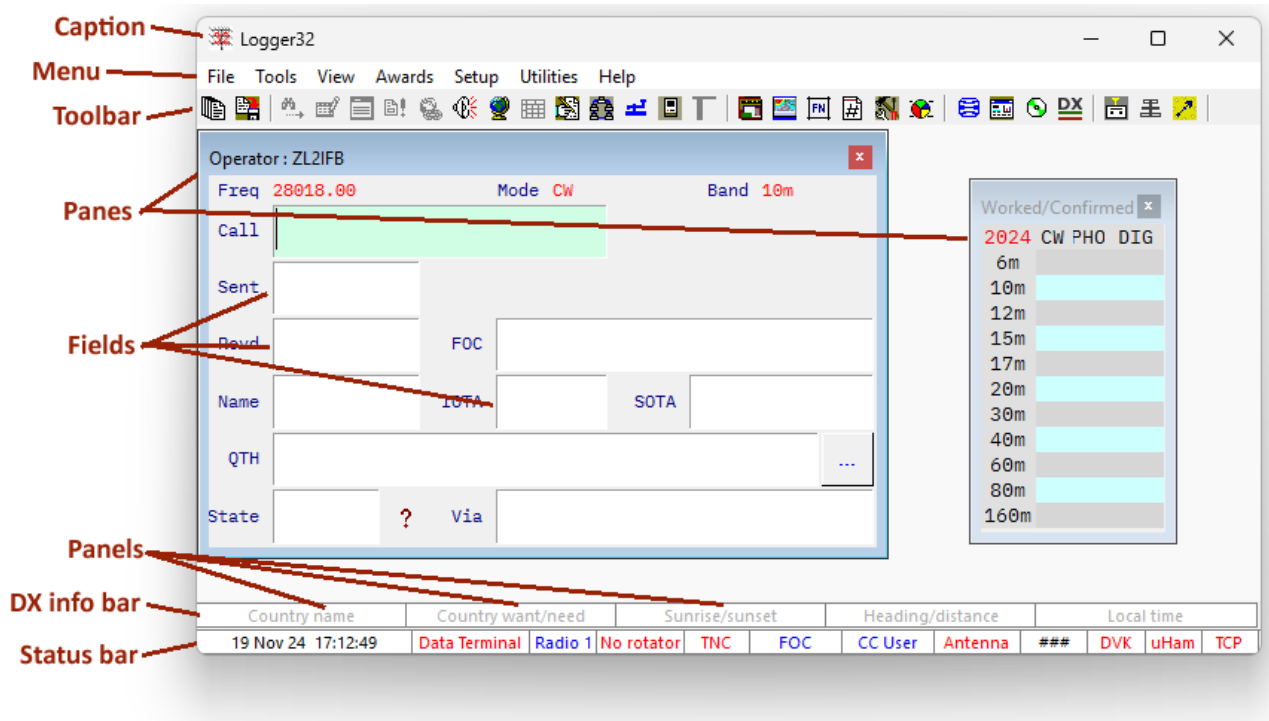 Caption
Logger32
Menu
File Tools View Awards Setup Utilities Help
Toolbar
FN # DX
Operator : ZL2IFB
Freq 28018.00 Mode CW Band 10m
Panes
Call
Sent
Fields
Rcvd FOC
Name IOTA SOTA
QTH ...
State ? Via
Worked/Confirmed
2024 CW PHO DIG
6m
10m
12m
15m
17m
20m
30m
40m
60m
80m
160m
Panels
DX info bar
Country name Country want/need Sunrise/sunset Heading/distance Local time
Status bar
19 Nov 24 17:12:49 Data Terminal Radio 1 No rotator TNC FOC CC User Antenna ### DVK uHam TCP